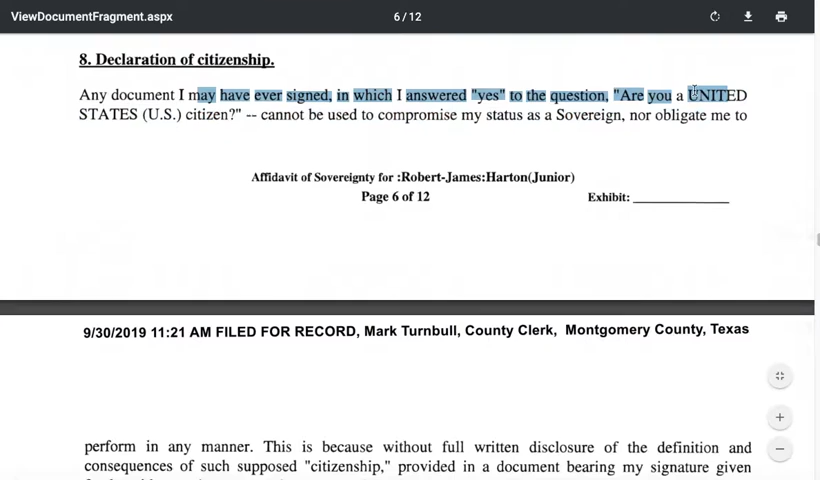 ViewDocumentFragment.aspx
6 / 12
8. Declaration of citizenship.
Any document I may have ever signed, in which I answered "yes" to the question, "Are you a UNITED
STATES (U.S.) citizen?" -- cannot be used to compromise my status as a Sovereign, nor obligate me to
Affidavit of Sovereignty for :Robert-James:Harton(Junior)
Page 6 of 12
Exhibit: ____________
9/30/2019 11:21 AM FILED FOR RECORD, Mark Turnbull, County Clerk, Montgomery County, Texas
perform in any manner. This is because without full written disclosure of the definition and
consequences of such supposed "citizenship," provided in a document bearing my signature given